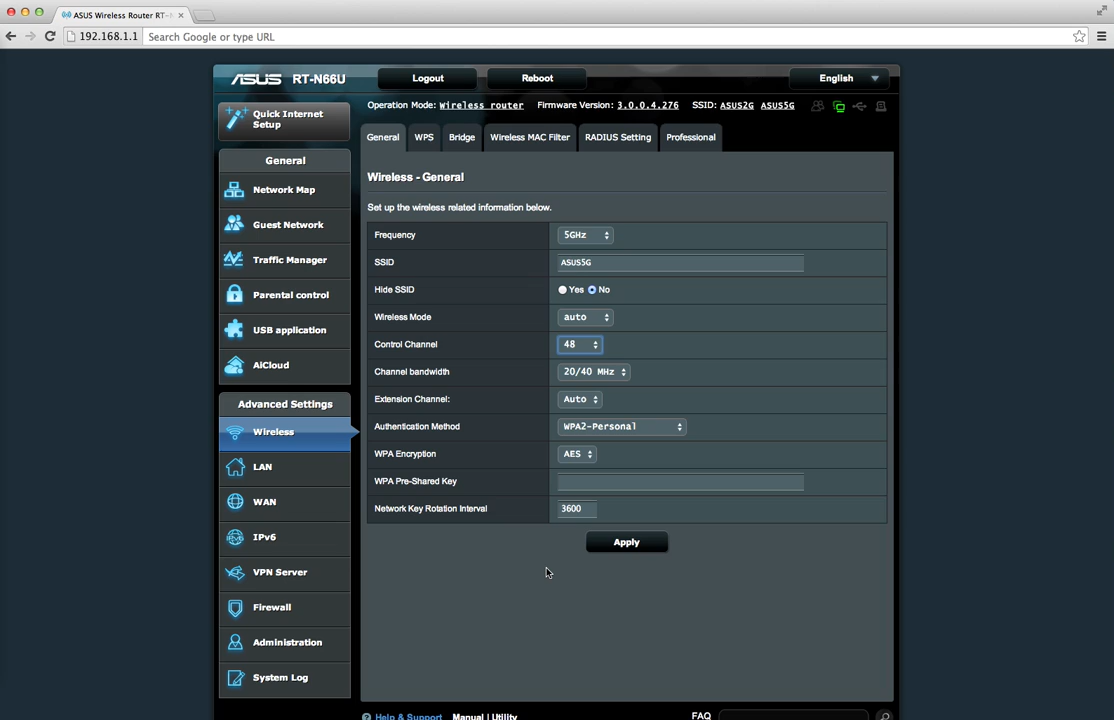 ASUS Wireless Router RT-
192.168.1.1 Search Google or type URL
ASUS RT-N66U Logout Reboot English
Operation Mode: Wireless router Firmware Version: 3.0.0.4.276 SSID: ASUS2G ASUS5G
Quick Internet
Setup
General
Network Map
Guest Network
Traffic Manager
Parental control
USB application
AiCloud
Advanced Settings
Wireless
LAN
WAN
IPv6
VPN Server
Firewall
Administration
System Log
General WPS Bridge Wireless MAC Filter RADIUS Setting Professional
Wireless - General
Set up the wireless related information below.
Frequency 5GHz
SSID ASUS5G
Hide SSID Yes No
Wireless Mode auto
Control Channel 48
Channel bandwidth 20/40 MHz
Extension Channel: Auto
Authentication Method WPA2-Personal
WPA Encryption AES
WPA Pre-Shared Key
Network Key Rotation Interval 3600
Apply
Help & Support Manual | Utility FAQ